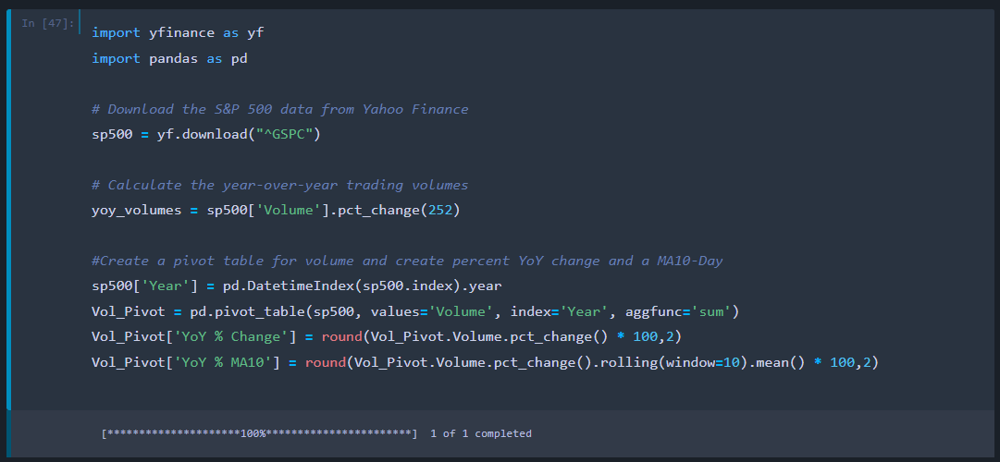 In [47]:
import yfinance as yf
import pandas as pd
# Download the S&P 500 data from Yahoo Finance
sp500 = yf.download("^GSPC")
# Calculate the year-over-year trading volumes
yoy_volumes = sp500['Volume'].pct_change(252)
#Create a pivot table for volume and create percent YoY change and a MA10-Day
sp500['Year'] = pd.DatetimeIndex(sp500.index).year
Vol_Pivot = pd.pivot_table(sp500, values='Volume', index='Year', aggfunc='sum')
Vol_Pivot['YoY % Change'] = round(Vol_Pivot.Volume.pct_change() * 100,2)
Vol_Pivot['YoY % MA10'] = round(Vol_Pivot.Volume.pct_change().rolling(window=10).mean() * 100,2)
[*********************100%***********************]  1 of 1 completed